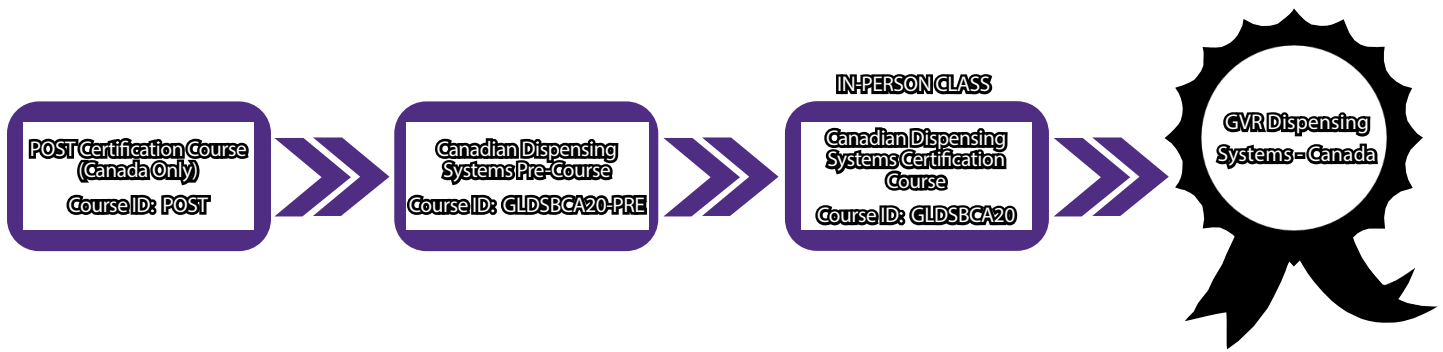 POST Certification Course
(Canada Only)
Course ID: POST
Canadian Dispensing
Systems Pre-Course
Course ID: GLDSBCA20-PRE
IN-PERSON CLASS
Canadian Dispensing
Systems Certification
Course
Course ID: GLDSBCA20
GVR Dispensing
Systems - Canada